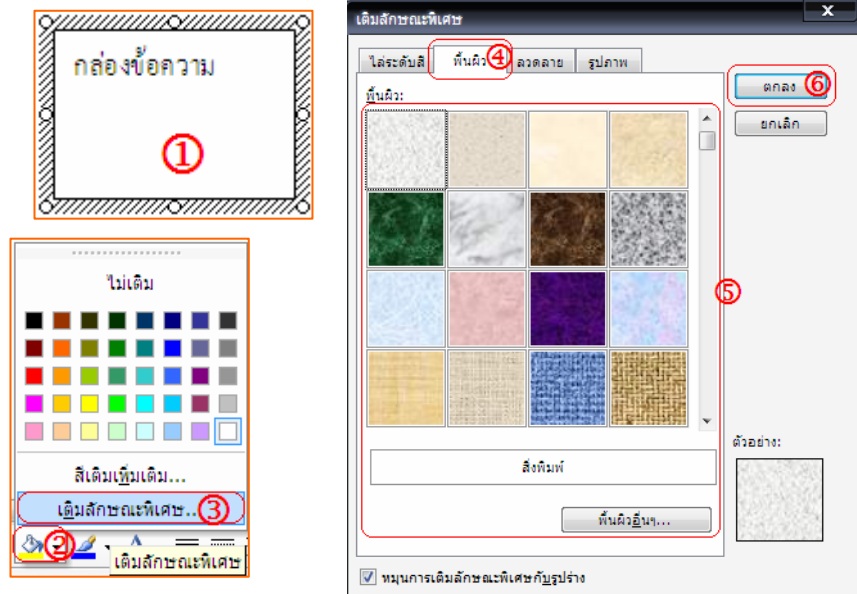 กล่องข้อความ
①
ไม่เติม
สีเติมเพิ่มเติม...
เติมลักษณะพิเศษ...
③
②
เติมลักษณะพิเศษ
เติมลักษณะพิเศษ
x
ไล่ระดับสี
พื้นผิว
④
ลวดลาย
รูปภาพ
ตกลง
⑥
ยกเลิก
พื้นผิว:
⑤
สิ่งพิมพ์
พื้นผิวอื่นๆ...
ตัวอย่าง:
หมุนการเติมลักษณะพิเศษกับรูปร่าง